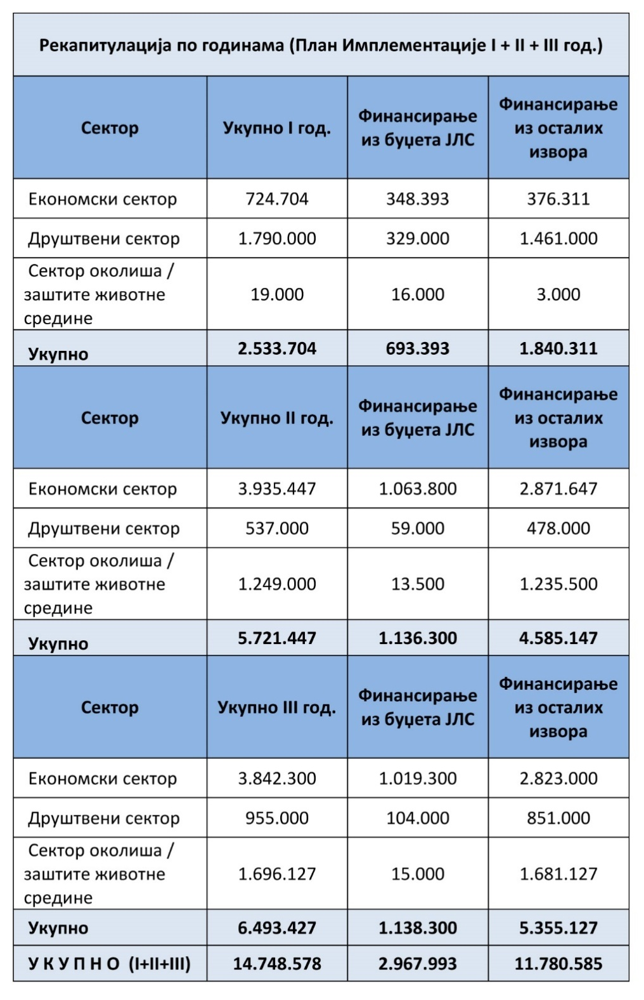 Рекапитулација по годинама (План Имплементације I + II + III год.)
Сектор
Укупно I год.
Финансирање
из буџета ЈЛС
Финансирање
из осталих
извора
Економски сектор
724.704
348.393
376.311
Друштвени сектор
1.790.000
329.000
1.461.000
Сектор околиша /
заштите животне
средине
19.000
16.000
3.000
Укупно
2.533.704
693.393
1.840.311
Сектор
Укупно II год.
Финансирање
из буџета ЈЛС
Финансирање
из осталих
извора
Економски сектор
3.935.447
1.063.800
2.871.647
Друштвени сектор
537.000
59.000
478.000
Сектор околиша /
заштите животне
средине
1.249.000
13.500
1.235.500
Укупно
5.721.447
1.136.300
4.585.147
Сектор
Укупно III год.
Финансирање
из буџета ЈЛС
Финансирање
из осталих
извора
Економски сектор
3.842.300
1.019.300
2.823.000
Друштвени сектор
955.000
104.000
851.000
Сектор околиша /
заштите животне
средине
1.696.127
15.000
1.681.127
Укупно
6.493.427
1.138.300
5.355.127
У К У П Н О (I+II+III)
14.748.578
2.967.993
11.780.585